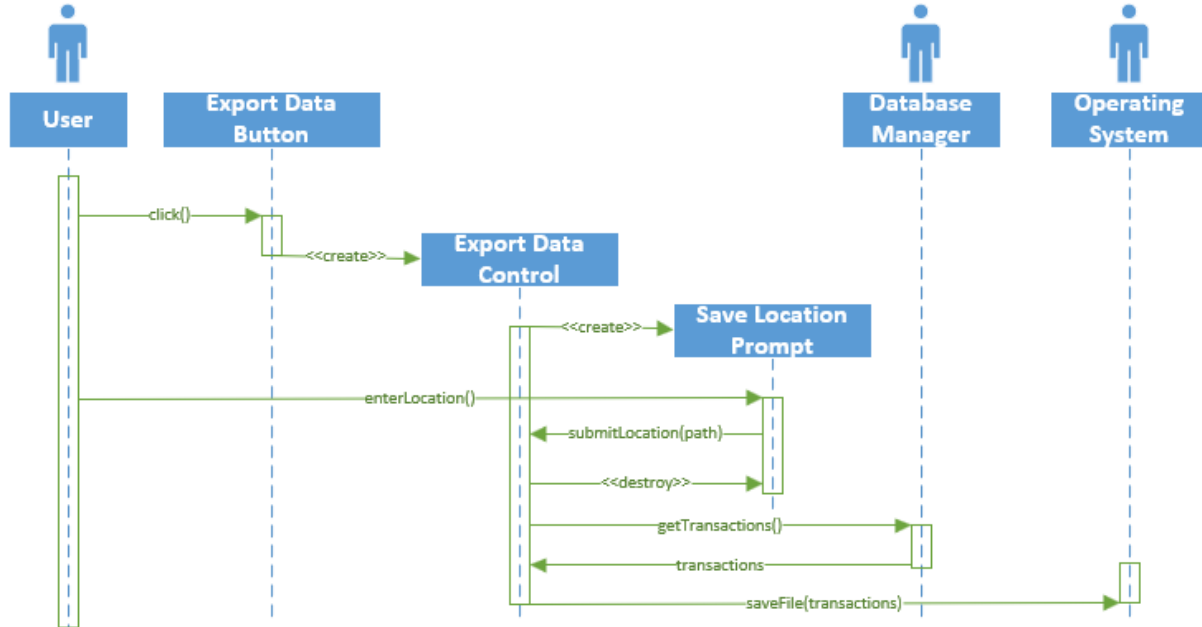 User
Export Data
Button
Database
Manager
Operating
System
click()
<<create>>
Export Data
Control
<<create>>
Save Location
Prompt
enterLocation()
submitLocation(path)
<<destroy>>
getTransactions()
transactions
saveFile(transactions)